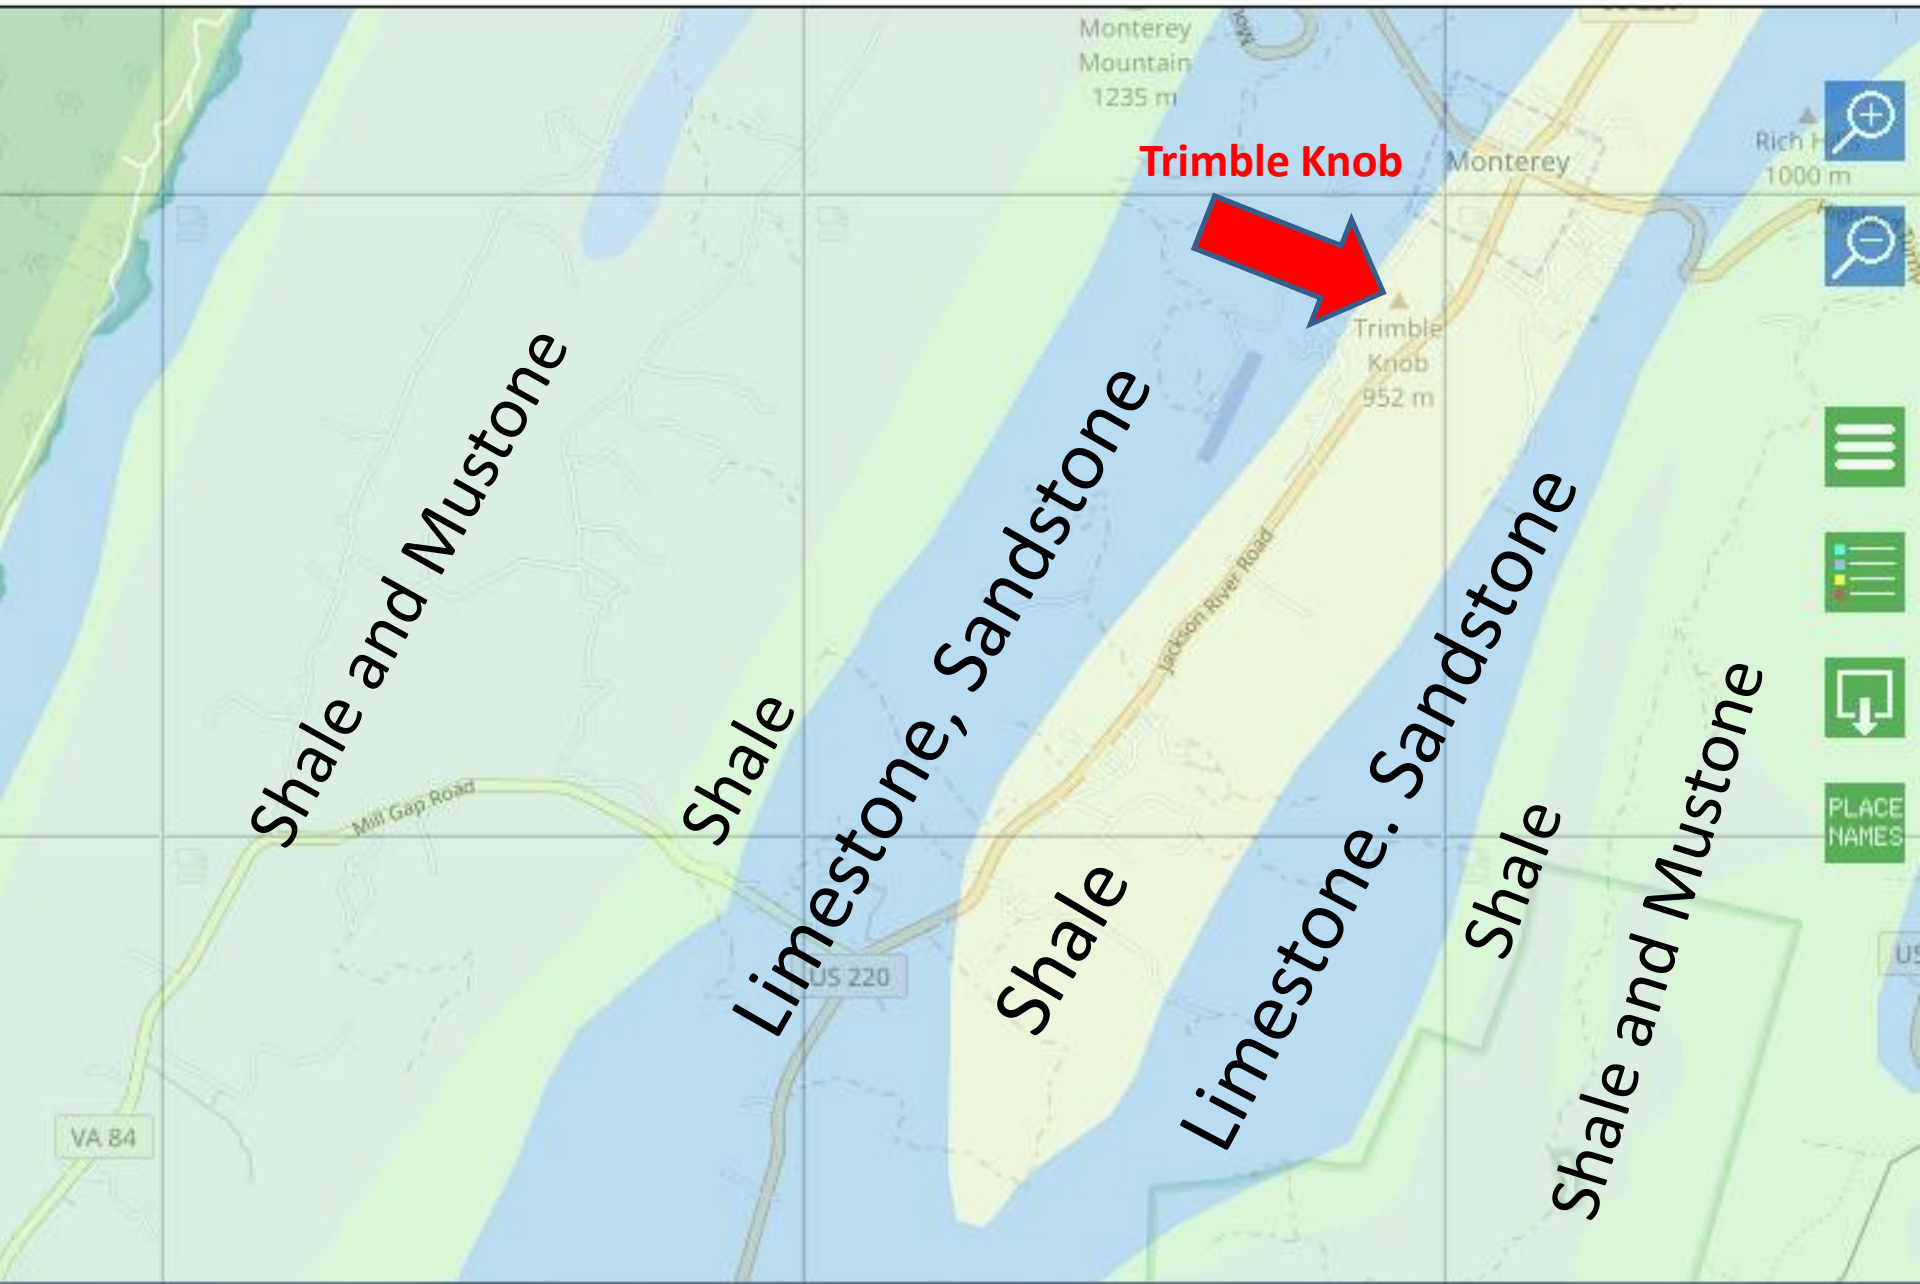 Monterey
Mountain
1235 m
Trimble Knob
Monterey
Rich H
1000 m
Trimble
Knob
952 m
Shale and Mustone
Limestone, Sandstone
Jackson River Road
Limestone. Sandstone
Shale and Mustone
Shale
Mill Gap Road
Shale
Shale
PLACE
NAMES
US 220
US
VA 84